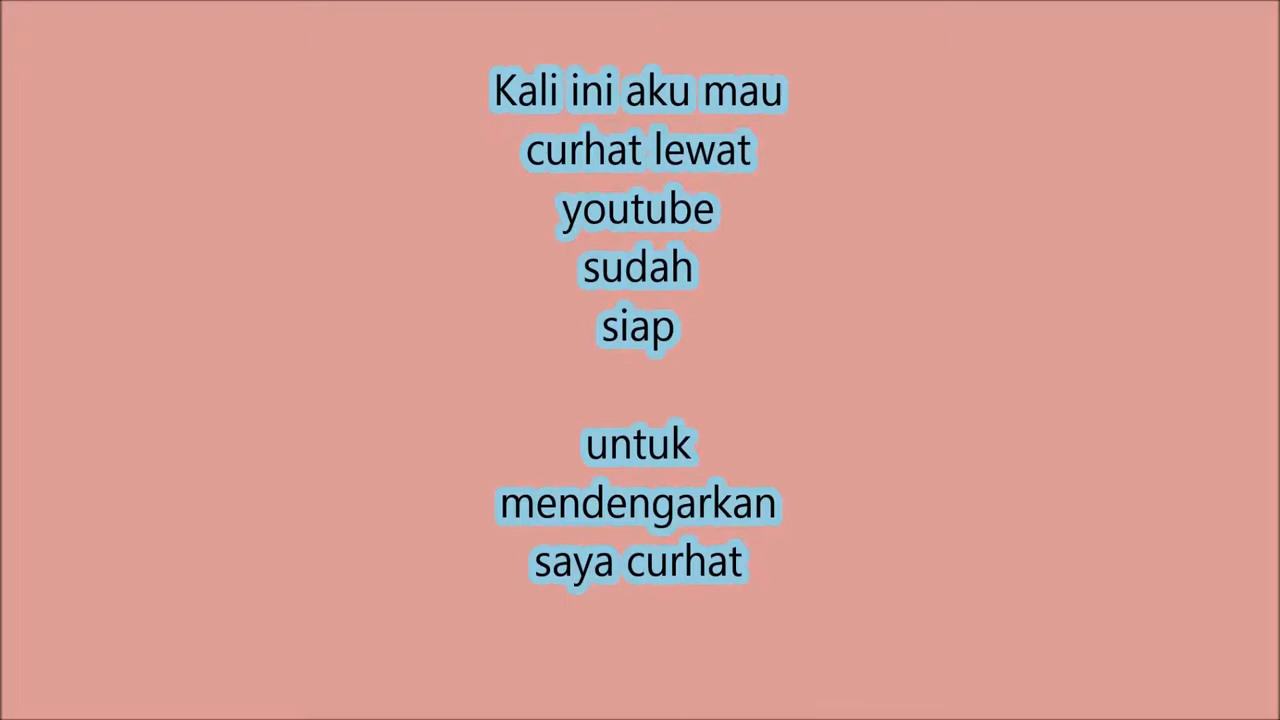 Kali ini aku mau
curhat lewat
youtube
sudah
siap
untuk
mendengarkan
saya curhat